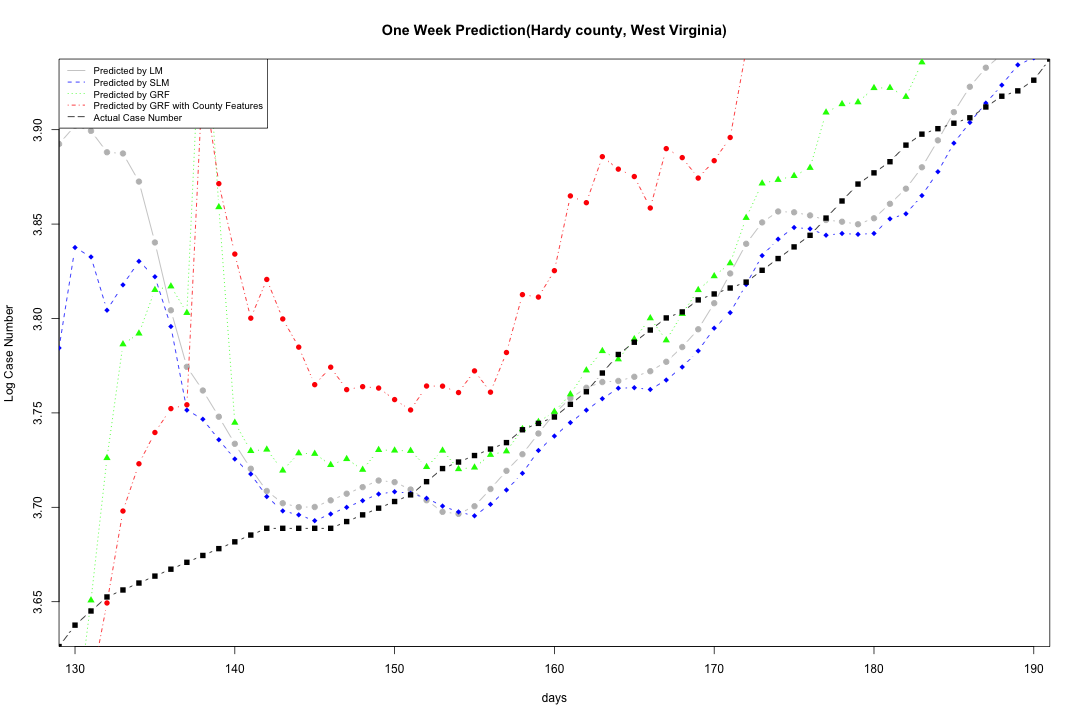 One Week Prediction(Hardy county, West Virginia)
Predicted by LM
Predicted by SLM
Predicted by GRF
Predicted by GRF with County Features
Actual Case Number
Log Case Number
3.90
3.85
3.80
3.75
3.70
3.65
130 140 150 160 170 180 190
days